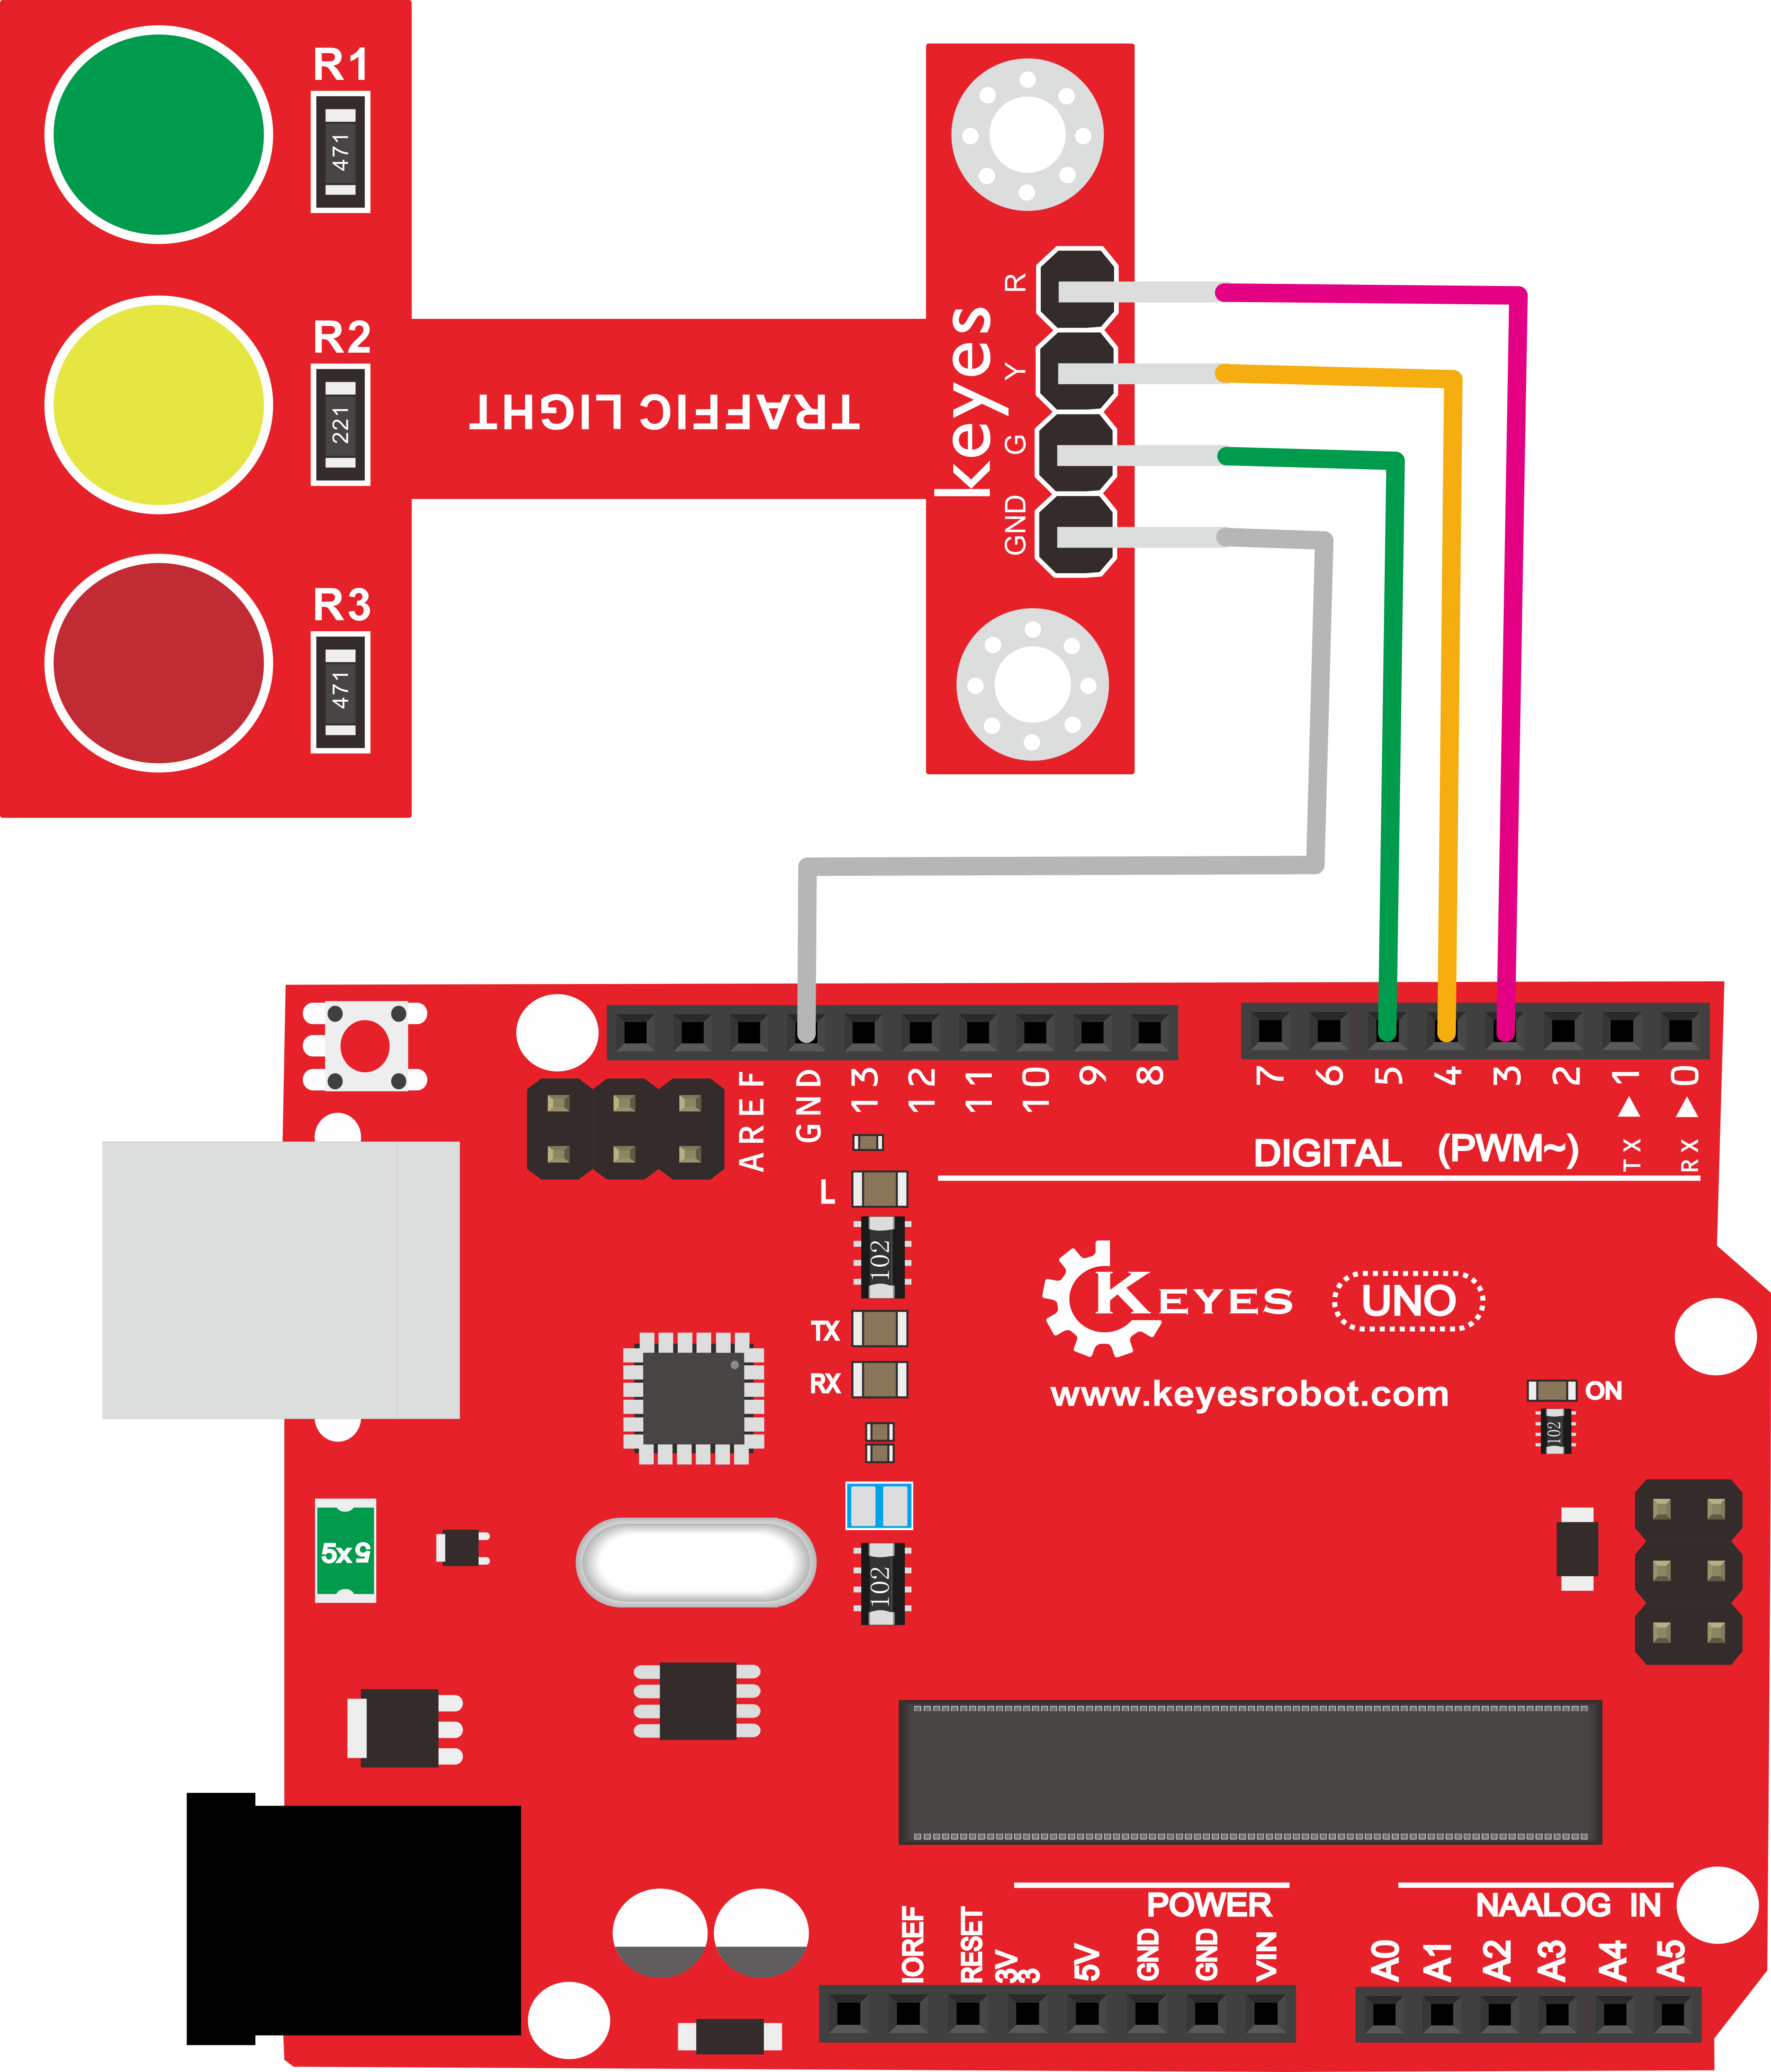 R1
471
R2
221
R3
471
TRAFFIC LIGHT
keyes
R
Y
G
GND
AREF
GND
13
12
11
10
9
8
7
6
5
4
3
2
1
0
TX
RX
DIGITAL (PWM~)
L
102
TX
RX
KEYES UNO
www.keyesrobot.com
ON
102
5x5
102
POWER
NAALOG IN
IOREF
RESET
3V3
5V
GND
GND
VIN
A0
A1
A2
A3
A4
A5